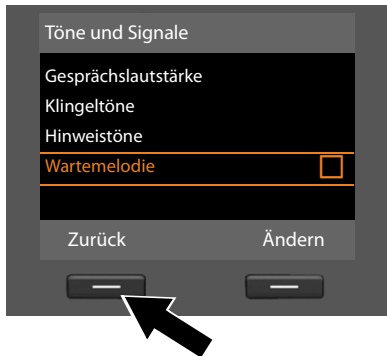 Töne und Signale
Gesprächslautstärke
Klingeltöne
Hinweistöne
Wartemelodie
Zurück Ändern